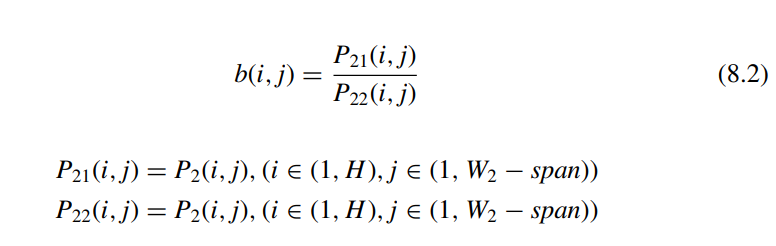 b(i, j) = P₂₁(i, j) / P₂₂(i, j) (8.2)
P₂₁(i, j) = P₂(i, j), (i ∈ (1, H), j ∈ (1, W₂ − span))
P₂₂(i, j) = P₂(i, j), (i ∈ (1, H), j ∈ (1, W₂ − span))